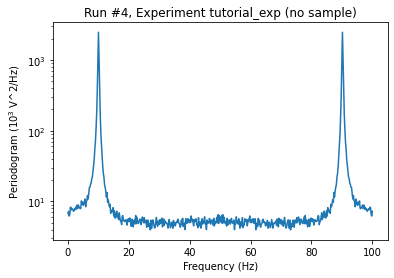 Run #4, Experiment tutorial_exp (no sample)
Periodogram (10³ V^2/Hz)
10³
10²
10¹
0 20 40 60 80 100
Frequency (Hz)